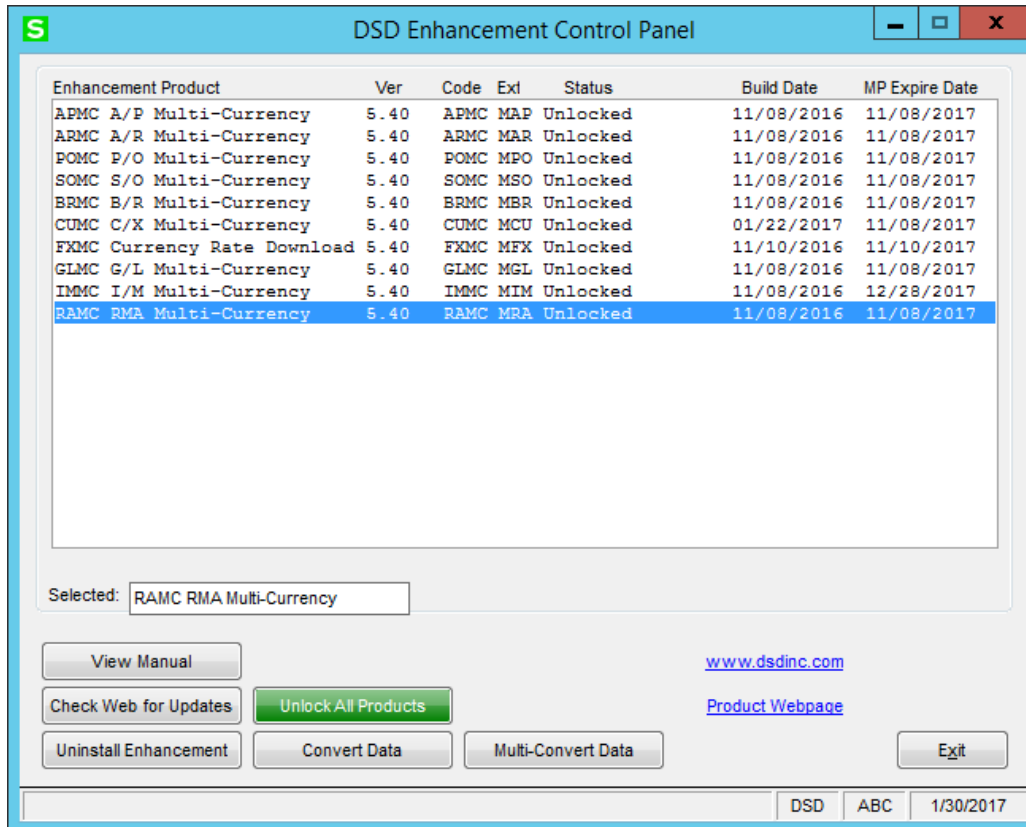 S DSD Enhancement Control Panel
Enhancement Product Ver Code Ext Status Build Date MP Expire Date
APMC A/P Multi-Currency 5.40 APMC MAP Unlocked 11/08/2016 11/08/2017
ARMC A/R Multi-Currency 5.40 ARMC MAR Unlocked 11/08/2016 11/08/2017
POMC P/O Multi-Currency 5.40 POMC MPO Unlocked 11/08/2016 11/08/2017
SOMC S/O Multi-Currency 5.40 SOMC MSO Unlocked 11/08/2016 11/08/2017
BRMC B/R Multi-Currency 5.40 BRMC MBR Unlocked 11/08/2016 11/08/2017
CUMC C/X Multi-Currency 5.40 CUMC MCU Unlocked 01/22/2017 11/08/2017
FXMC Currency Rate Download 5.40 FXMC MFX Unlocked 11/10/2016 11/10/2017
GLMC G/L Multi-Currency 5.40 GLMC MGL Unlocked 11/08/2016 11/08/2017
IMMC I/M Multi-Currency 5.40 IMMC MIM Unlocked 11/08/2016 12/28/2017
RAMC RMA Multi-Currency 5.40 RAMC MRA Unlocked 11/08/2016 11/08/2017
Selected: RAMC RMA Multi-Currency
View Manual www.dsdinc.com
Check Web for Updates Unlock All Products Product Webpage
Uninstall Enhancement Convert Data Multi-Convert Data Exit
DSD ABC 1/30/2017